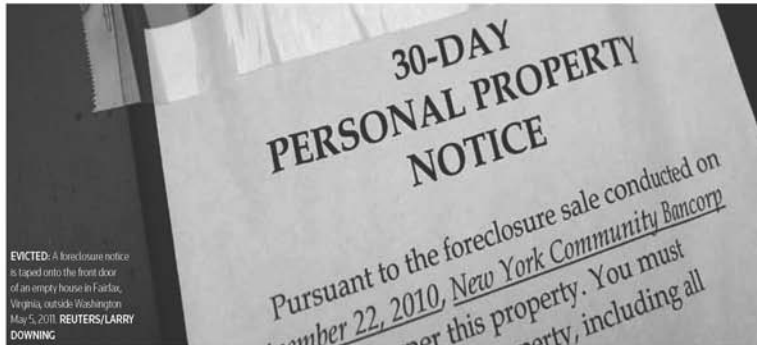 30-DAY
PERSONAL PROPERTY
NOTICE
Pursuant to the foreclosure sale conducted on
ember 22, 2010, New York Community Bancorp
er this property. You must
erty, including all
EVICTED: A foreclosure notice
is taped onto the front door
of an empty house in Fairfax,
Virginia, outside Washington
May 5, 2011. REUTERS/LARRY
DOWNING